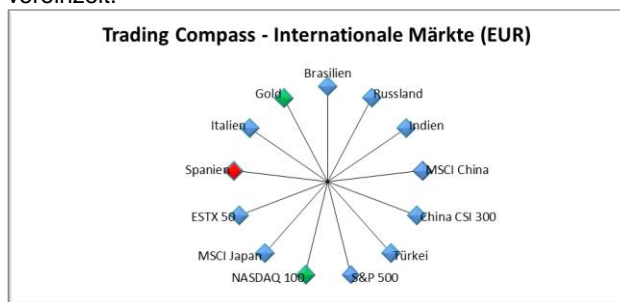 vereinzelt.
Trading Compass - Internationale Märkte (EUR)
Brasilien
Gold
Russland
Italien
Indien
Spanien
MSCI China
ESTX 50
China CSI 300
MSCI Japan
Türkei
NASDAQ 100
S&P 500